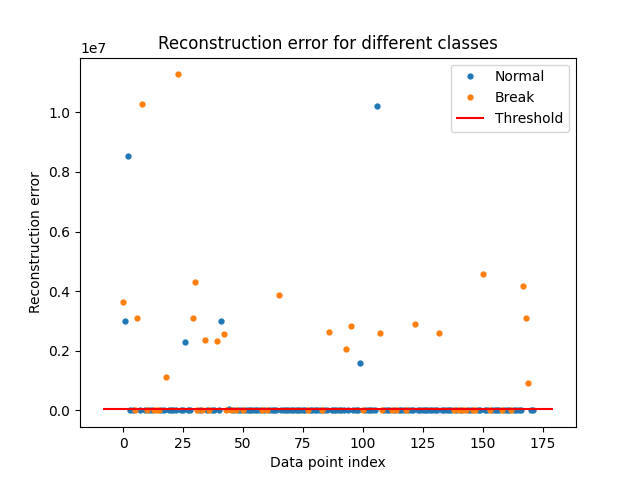 Reconstruction error for different classes
1e7
Normal
Break
Threshold
1.0
0.8
0.6
0.4
0.2
0.0
Reconstruction error
0 25 50 75 100 125 150 175
Data point index